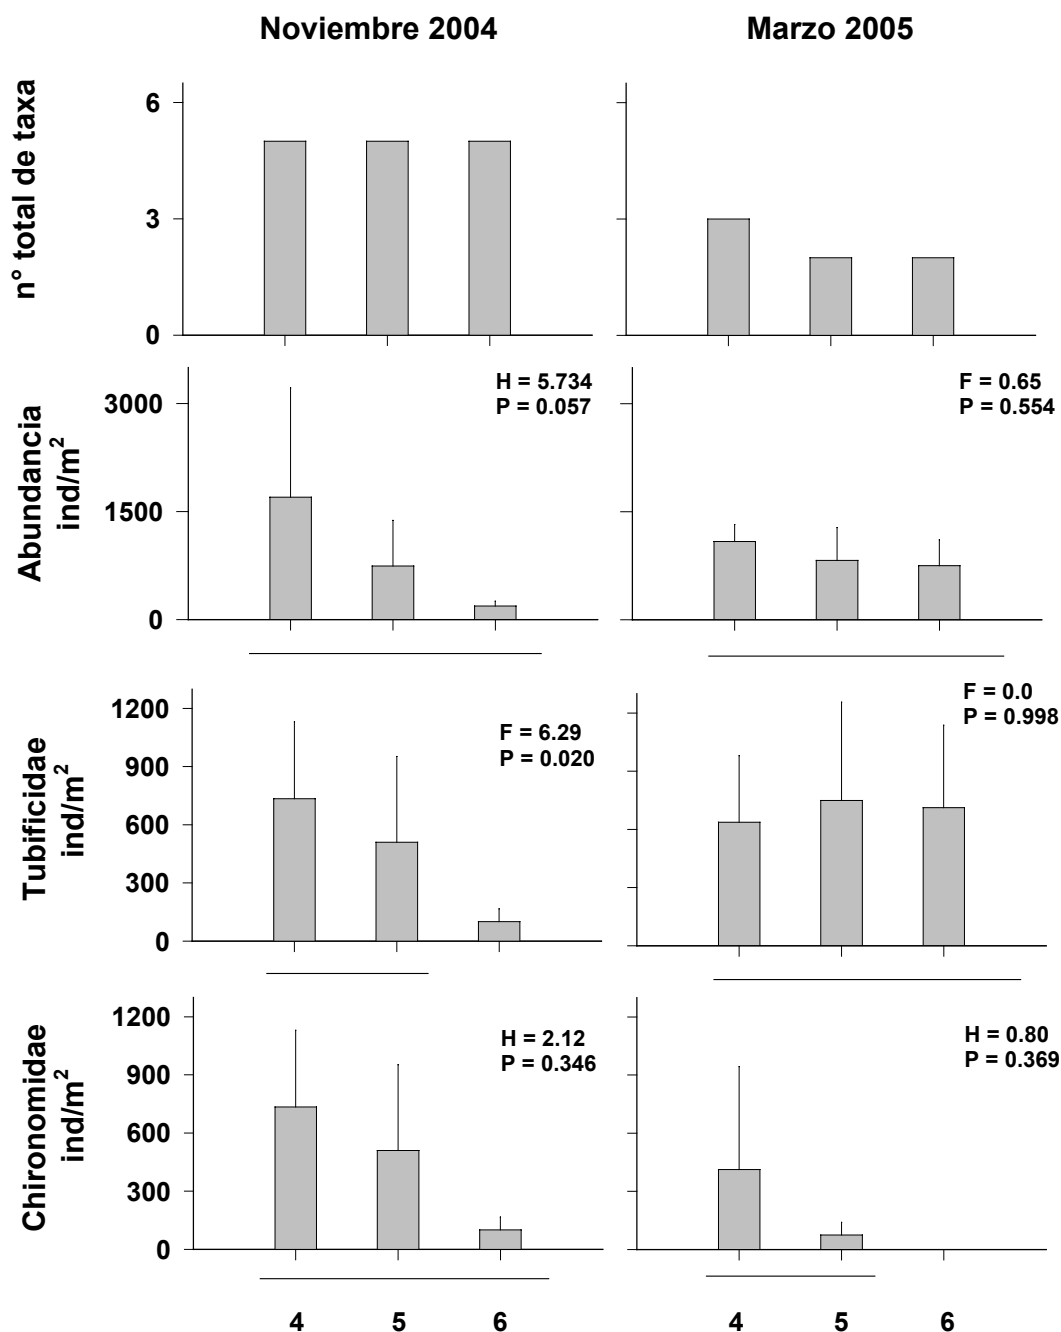 Noviembre 2004
Marzo 2005
n° total de taxa
6
3
0
Abundancia
ind/m²
3000
1500
0
H = 5.734
P = 0.057
F = 0.65
P = 0.554
Tubificidae
ind/m²
1200
900
600
300
0
F = 6.29
P = 0.020
F = 0.0
P = 0.998
Chironomidae
ind/m²
1200
900
600
300
0
H = 2.12
P = 0.346
H = 0.80
P = 0.369
4 5 6
4 5 6